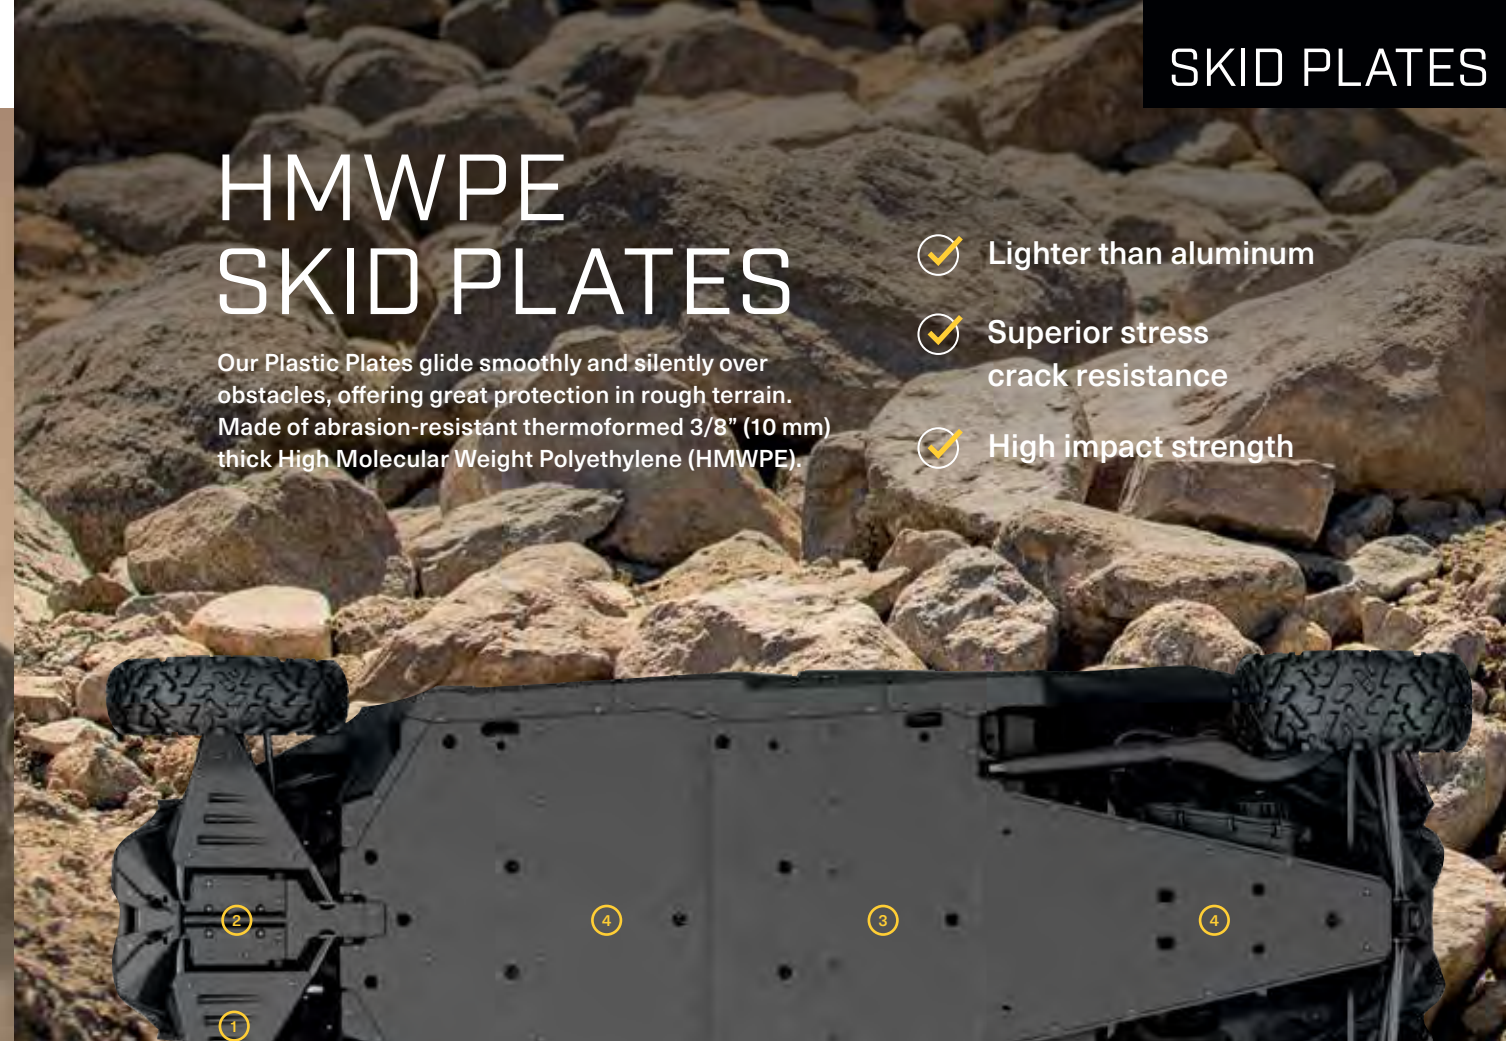 SKID PLATES
HMWPE
SKID PLATES
Our Plastic Plates glide smoothly and silently over
obstacles, offering great protection in rough terrain.
Made of abrasion-resistant thermoformed 3/8” (10 mm)
thick High Molecular Weight Polyethylene (HMWPE).
Lighter than aluminum
Superior stress
crack resistance
High impact strength
2
4
3
4
1